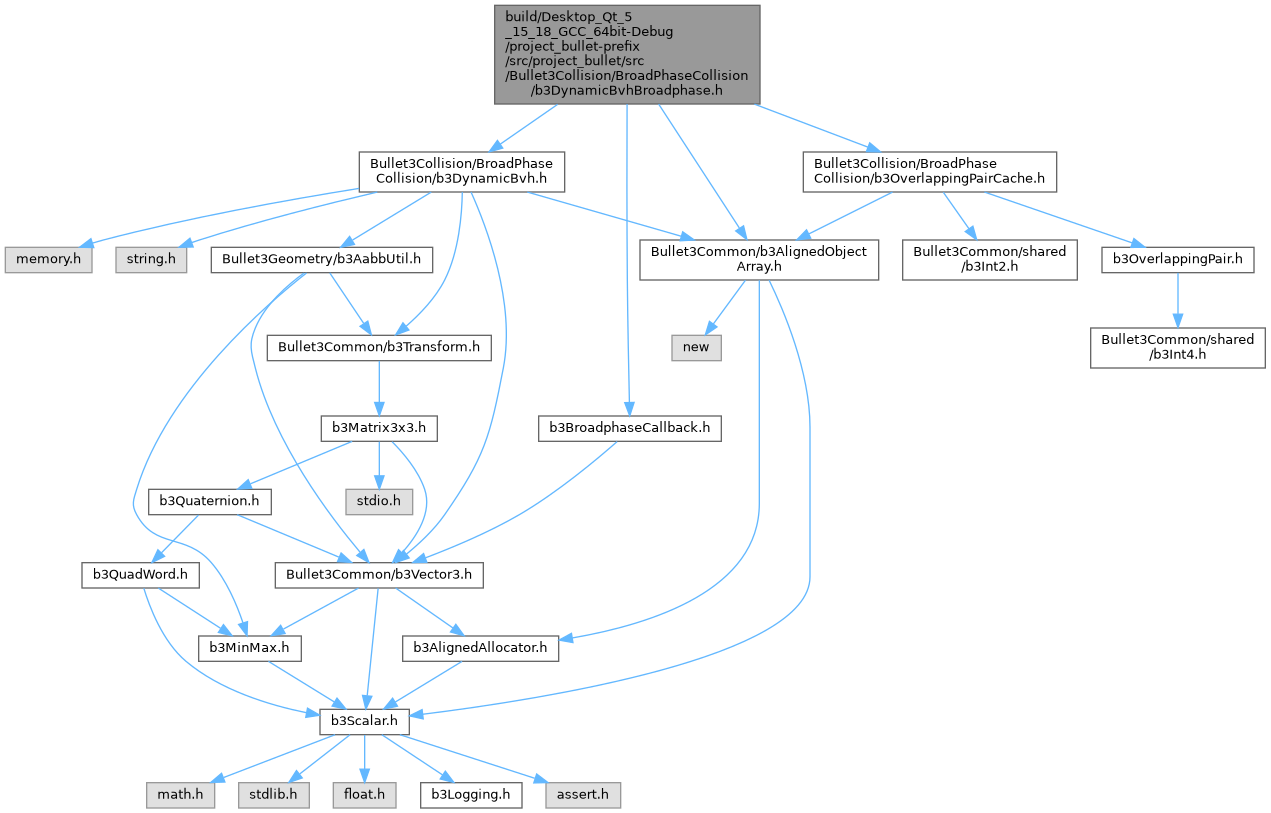 build/Desktop_Qt_5
_15_18_GCC_64bit-Debug
/project_bullet-prefix
/src/project_bullet/src
/Bullet3Collision/BroadPhaseCollision
/b3DynamicBvhBroadphase.h
Bullet3Collision/BroadPhase
Collision/b3DynamicBvh.h
Bullet3Collision/BroadPhase
Collision/b3OverlappingPairCache.h
memory.h
string.h
Bullet3Geometry/b3AabbUtil.h
Bullet3Common/b3AlignedObject
Array.h
Bullet3Common/shared
/b3Int2.h
b3OverlappingPair.h
Bullet3Common/b3Transform.h
new
Bullet3Common/shared
/b3Int4.h
b3Matrix3x3.h
b3BroadphaseCallback.h
b3Quaternion.h
stdio.h
b3QuadWord.h
Bullet3Common/b3Vector3.h
b3MinMax.h
b3AlignedAllocator.h
b3Scalar.h
math.h
stdlib.h
float.h
b3Logging.h
assert.h